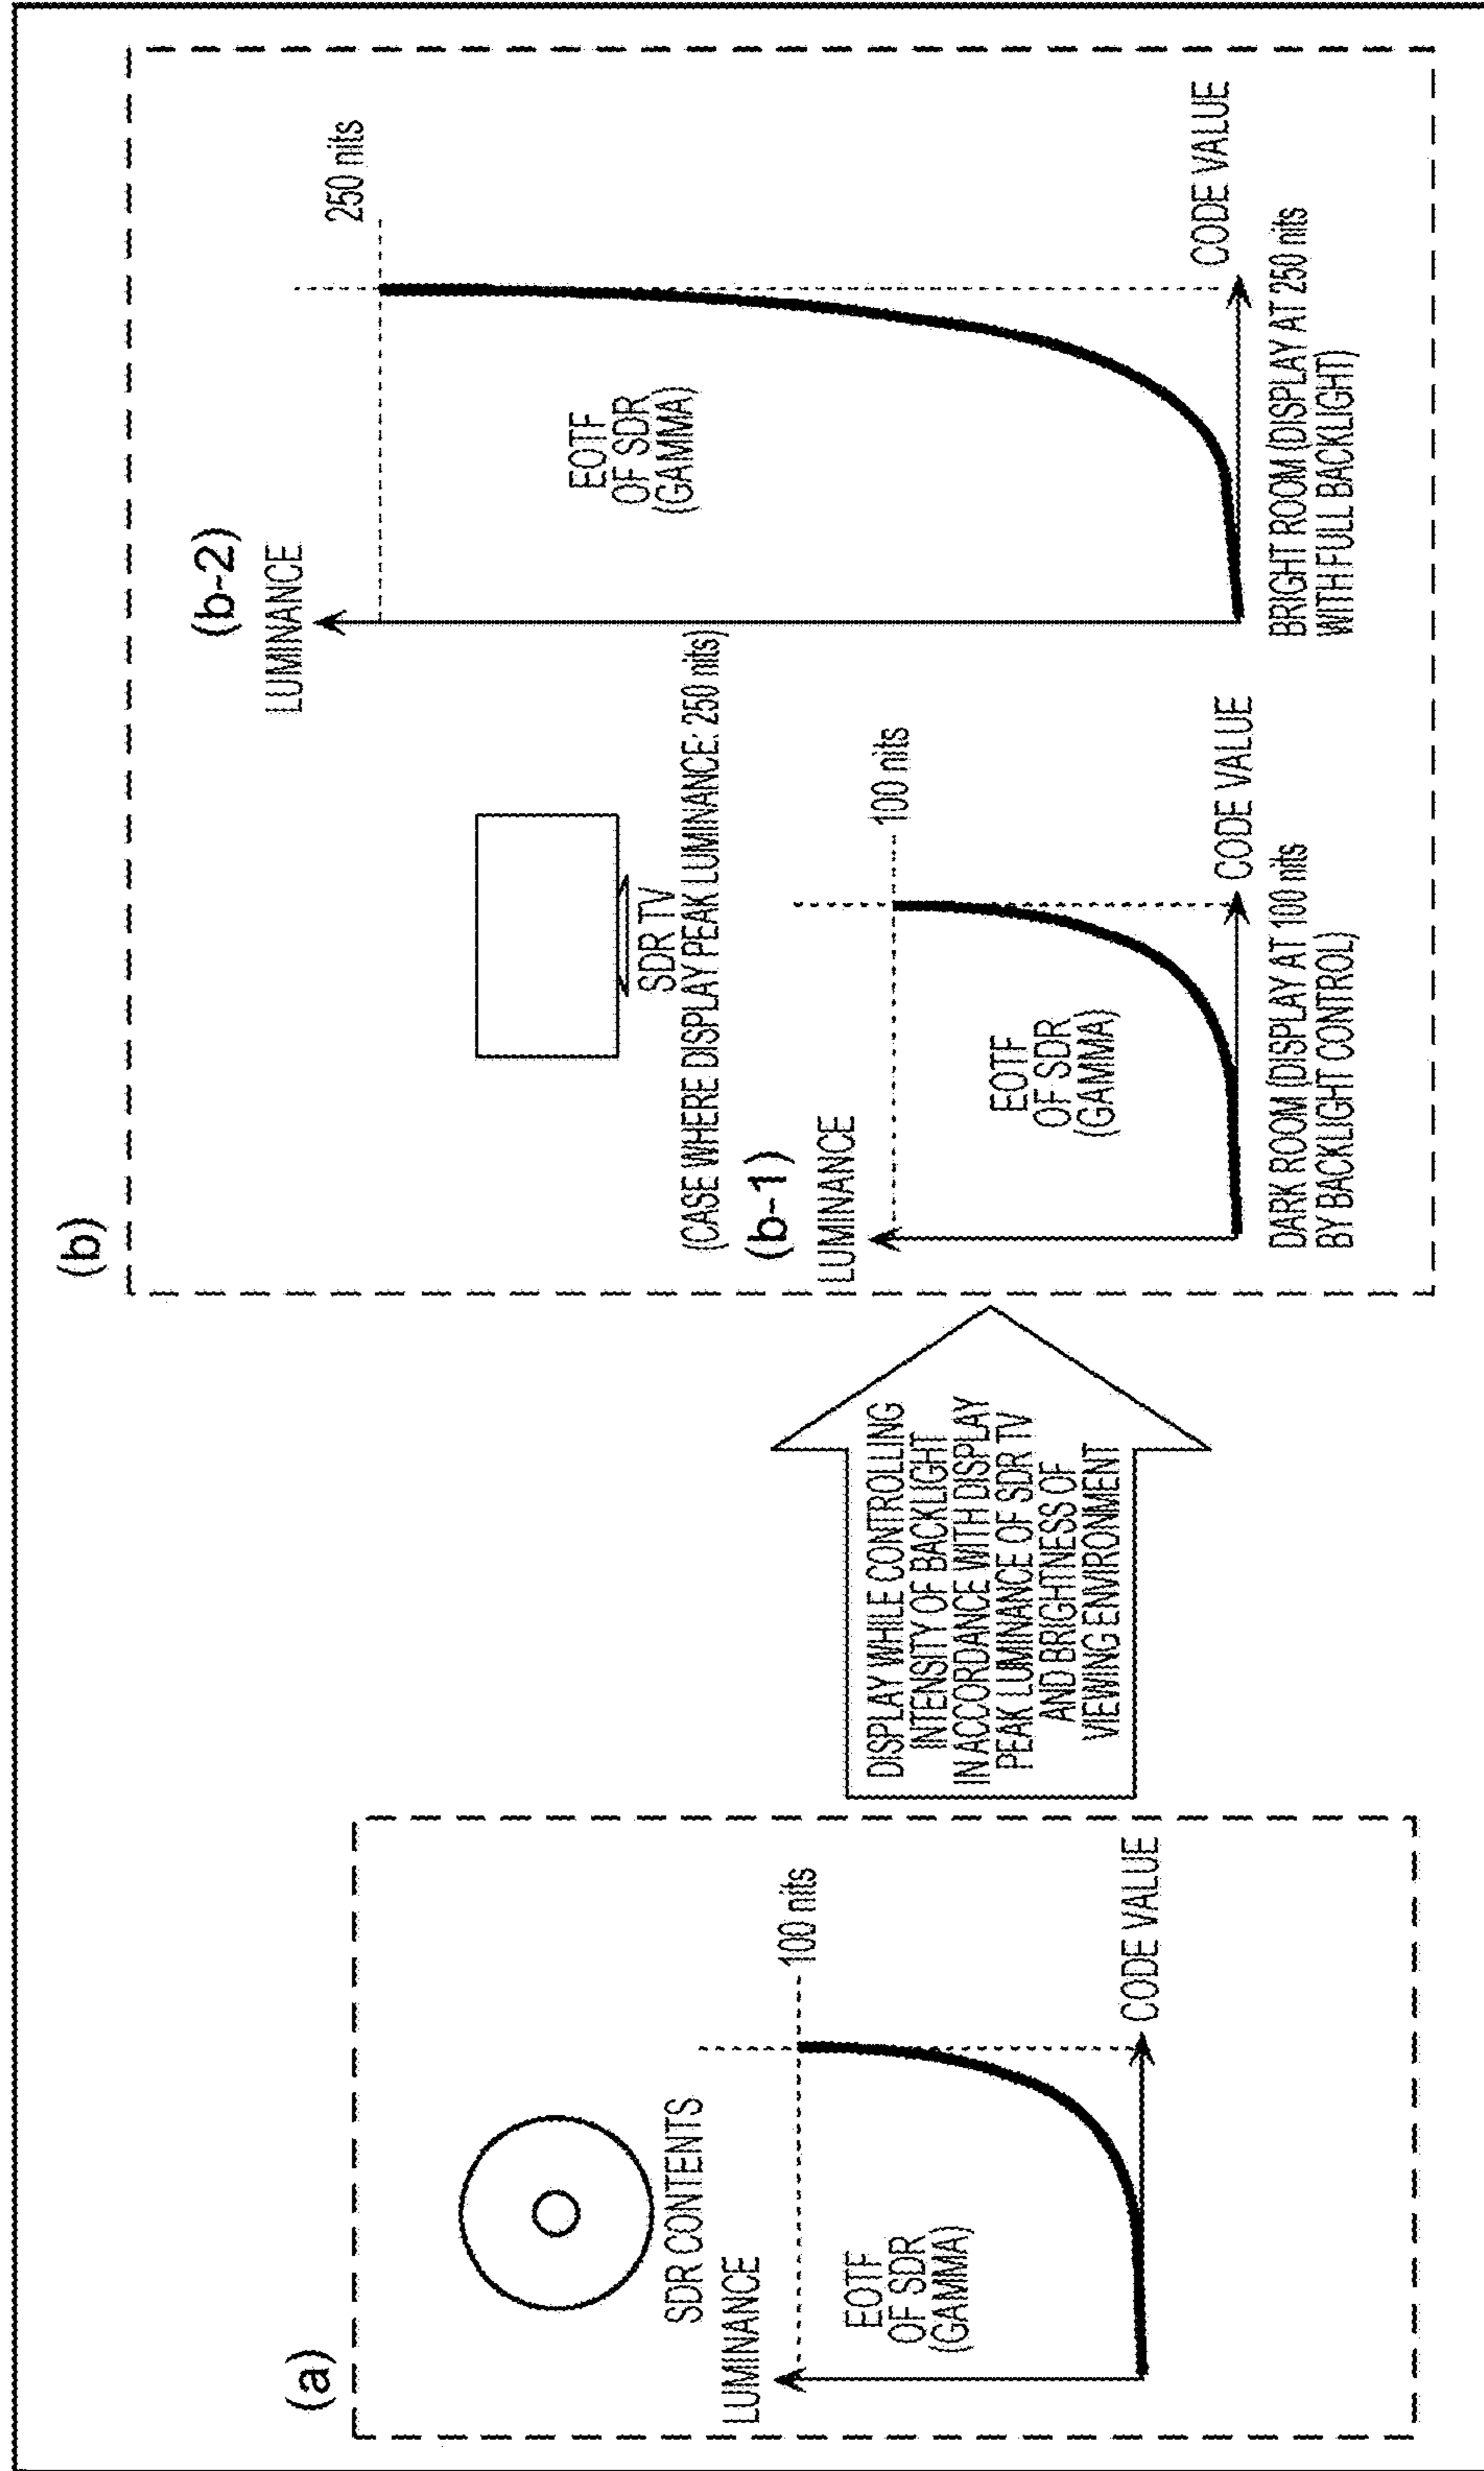 (a)
SDR CONTENTS
LUMINANCE
100 nits
EOTF
OF SDR
(GAMMA)
CODE VALUE
DISPLAY WHILE CONTROLLING
INTENSITY OF BACKLIGHT
IN ACCORDANCE WITH DISPLAY
PEAK LUMINANCE OF SDR TV
AND BRIGHTNESS OF
VIEWING ENVIRONMENT
(b)
SDR TV
(CASE WHERE DISPLAY PEAK LUMINANCE: 250 nits)
(b-1)
LUMINANCE
100 nits
EOTF
OF SDR
(GAMMA)
CODE VALUE
DARK ROOM (DISPLAY AT 100 nits
BY BACKLIGHT CONTROL)
(b-2)
LUMINANCE
250 nits
EOTF
OF SDR
(GAMMA)
CODE VALUE
BRIGHT ROOM (DISPLAY AT 250 nits
WITH FULL BACKLIGHT)